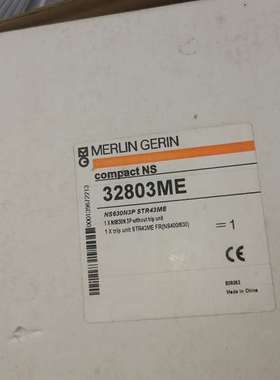 MERLIN GERIN
compact NS
32803ME
NS630N3P STR43ME
1 X NS630N 3P without trip unit
1 X trip unit STR43ME FR(NS400/630)
= 1
CE
Made in China